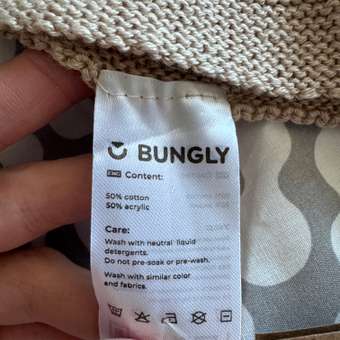 BUNGLY
ENG Content:
50% cotton
50% acrylic
Care:
Wash with neutral liquid
detergents.
Do not pre-soak or pre-wash.
Wash with similar color
and fabrics.